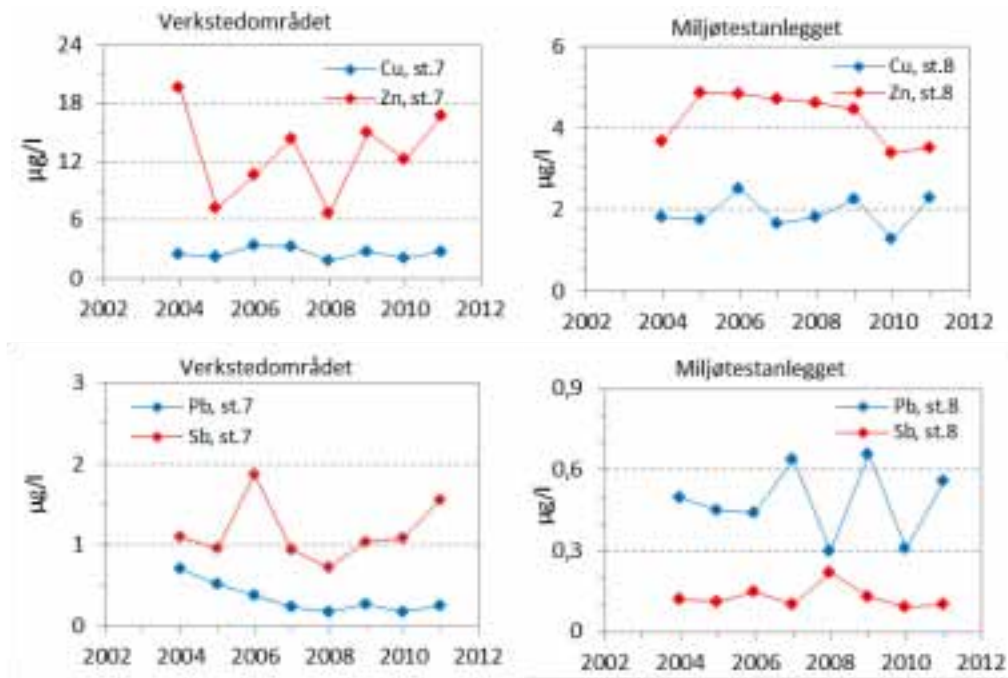 Verkstedområdet
24
18
12
6
0
µg/l
Cu, st.7
Zn, st.7
2002 2004 2006 2008 2010 2012
Miljøtestanlegget
6
4
2
0
µg/l
Cu, st.8
Zn, st.8
2002 2004 2006 2008 2010 2012
Verkstedområdet
3
2
1
0
µg/l
Pb, st.7
Sb, st.7
2002 2004 2006 2008 2010 2012
Miljøtestanlegget
0,9
0,6
0,3
0
µg/l
Pb, st.8
Sb, st.8
2002 2004 2006 2008 2010 2012